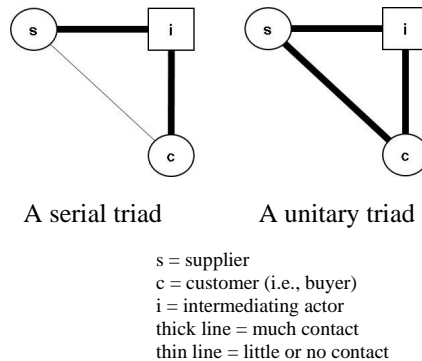 s i
c
s i
c
A serial triad A unitary triad
s = supplier
c = customer (i.e., buyer)
i = intermediating actor
thick line = much contact
thin line = little or no contact